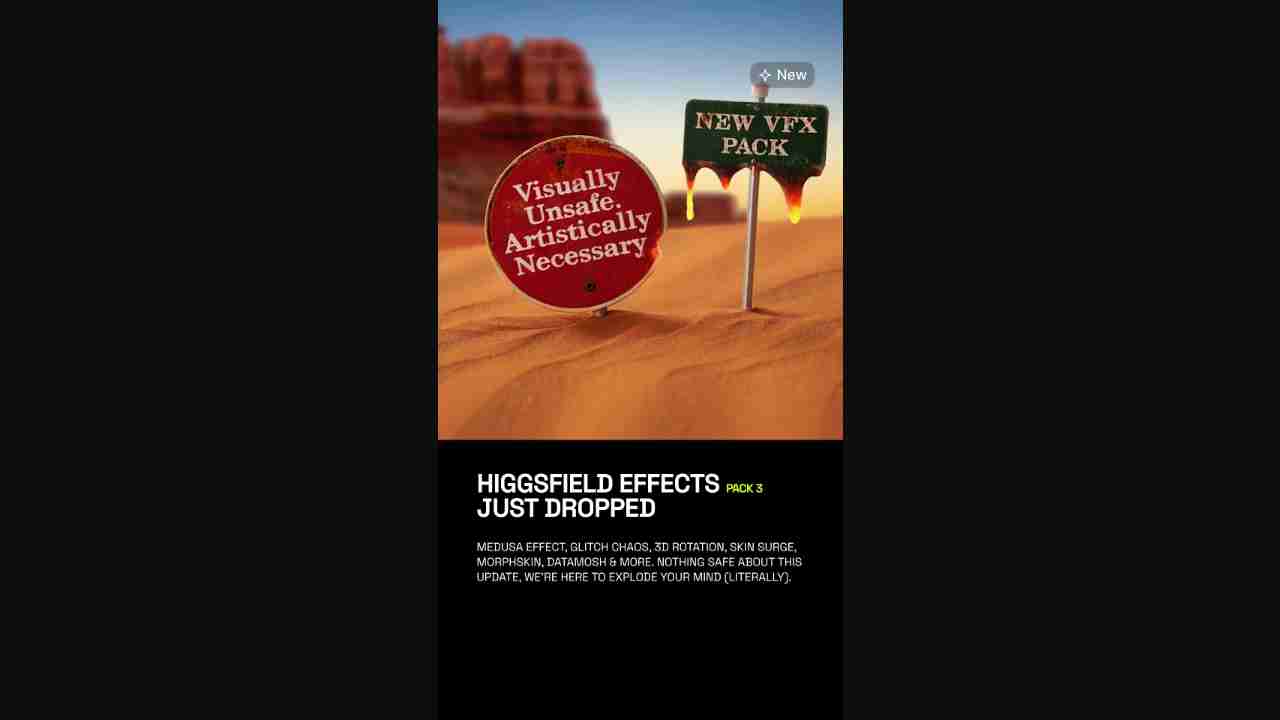 New
NEW VFX
PACK
Visually
Unsafe.
Artistically
Necessary
HIGGSFIELD EFFECTS PACK 3
JUST DROPPED
MEDUSA EFFECT, GLITCH CHAOS, 3D ROTATION, SKIN SURGE,
MORPHSKIN, DATAMOSH & MORE. NOTHING SAFE ABOUT THIS
UPDATE, WE'RE HERE TO EXPLODE YOUR MIND (LITERALLY).